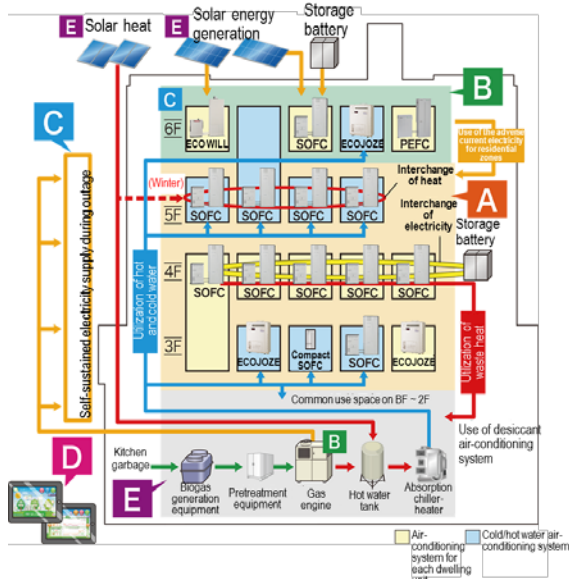 E
Solar heat
E
Solar energy
generation
Storage
battery
C
B
6F
ECOWILL
SOFC
ECOJOZE
PEFC
Use of the adverse
current electricity
for residential
zones
C
(Winter)
Interchange
of heat
A
5F
SOFC
SOFC
SOFC
SOFC
Interchange
of electricity
Storage
battery
4F
SOFC
SOFC
SOFC
SOFC
SOFC
Self-sustained electricity supply during outage
Utilization of hot
and cold water
Utilization of
waste heat
3F
ECOJOZE
Compact
SOFC
SOFC
ECOJOZE
Common use space on BF ~ 2F
Use of desiccant
air-conditioning
system
D
B
Kitchen
garbage
E
Biogas
generation
equipment
Pretreatment
equipment
Gas
engine
Hot water
tank
Absorption
chiller-
heater
Air-
conditioning
system for
each dwelling
Cold/hot water air-
conditioning system